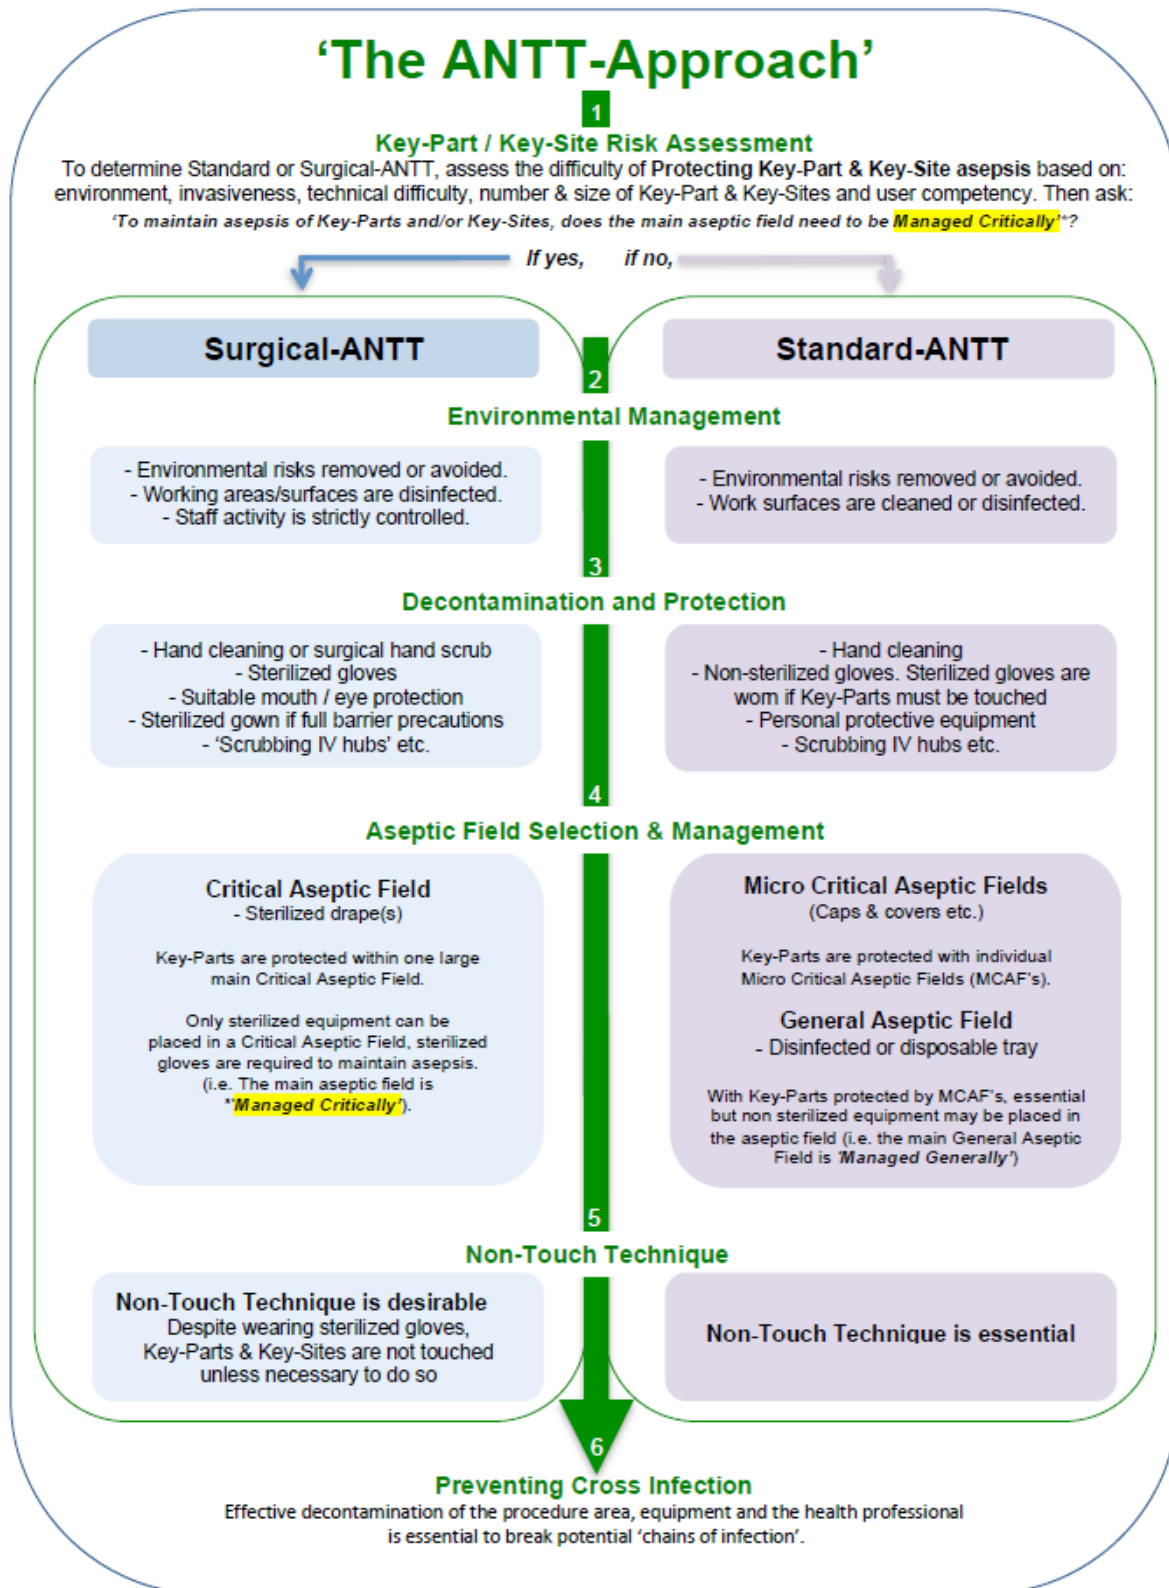 ‘The ANTT-Approach’
1
Key-Part / Key-Site Risk Assessment
To determine Standard or Surgical-ANTT, assess the difficulty of Protecting Key-Part & Key-Site asepsis based on:
environment, invasiveness, technical difficulty, number & size of Key-Part & Key-Sites and user competency. Then ask:
‘To maintain asepsis of Key-Parts and/or Key-Sites, does the main aseptic field need to be Managed Critically’*?
If yes, if no,
Surgical-ANTT
Standard-ANTT
2
Environmental Management
- Environmental risks removed or avoided.
- Working areas/surfaces are disinfected.
- Staff activity is strictly controlled.
- Environmental risks removed or avoided.
- Work surfaces are cleaned or disinfected.
3
Decontamination and Protection
- Hand cleaning or surgical hand scrub
- Sterilized gloves
- Suitable mouth / eye protection
- Sterilized gown if full barrier precautions
- ‘Scrubbing IV hubs’ etc.
- Hand cleaning
- Non-sterilized gloves. Sterilized gloves are
worn if Key-Parts must be touched
- Personal protective equipment
- Scrubbing IV hubs etc.
4
Aseptic Field Selection & Management
Critical Aseptic Field
- Sterilized drape(s)
Key-Parts are protected within one large
main Critical Aseptic Field.
Only sterilized equipment can be
placed in a Critical Aseptic Field, sterilized
gloves are required to maintain asepsis.
(i.e. The main aseptic field is
*‘Managed Critically’).
Micro Critical Aseptic Fields
(Caps & covers etc.)
Key-Parts are protected with individual
Micro Critical Aseptic Fields (MCAF's).
General Aseptic Field
- Disinfected or disposable tray
With Key-Parts protected by MCAF's, essential
but non sterilized equipment may be placed in
the aseptic field (i.e. the main General Aseptic
Field is ‘Managed Generally’)
5
Non-Touch Technique
Non-Touch Technique is desirable
Despite wearing sterilized gloves,
Key-Parts & Key-Sites are not touched
unless necessary to do so
Non-Touch Technique is essential
6
Preventing Cross Infection
Effective decontamination of the procedure area, equipment and the health professional
is essential to break potential ‘chains of infection’.